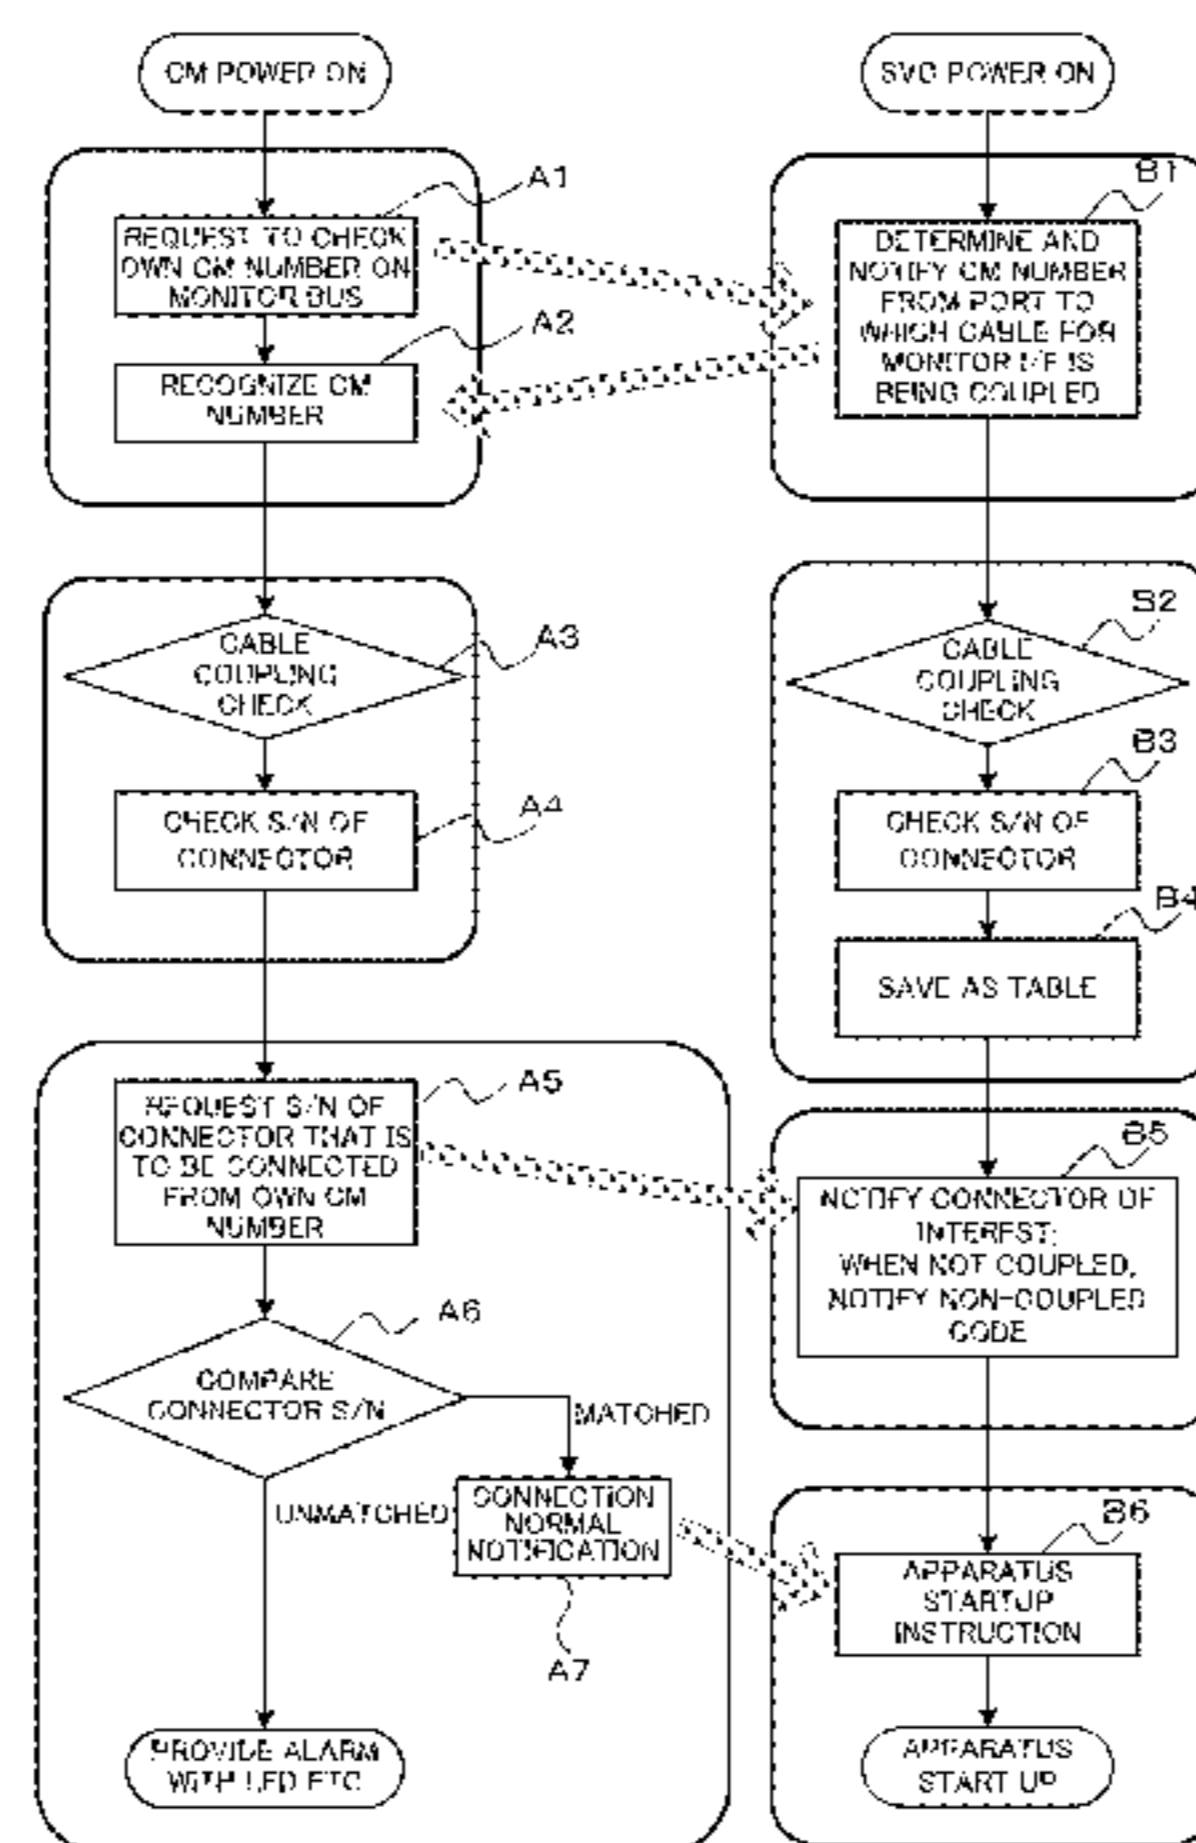 CM POWER ON
A1
REQUEST TO CHECK
OWN CM NUMBER ON
MONITOR BUS
A2
RECOGNIZE CM
NUMBER
A3
CABLE
COUPLING
CHECK
A4
CHECK S/N OF
CONNECTOR
A5
REQUEST S/N OF
CONNECTOR THAT IS
TO BE CONNECTED
FROM OWN CM
NUMBER
A6
COMPARE
CONNECTOR S/N
MATCHED
UNMATCHED
CONNECTION
NORMAL
NOTIFICATION
A7
PROVIDE ALARM
WITH LED ETC
SVC POWER ON
B1
DETERMINE AND
NOTIFY CM NUMBER
FROM PORT TO
WHICH CABLE FOR
MONITOR I/F IS
BEING COUPLED
B2
CABLE
COUPLING
CHECK
B3
CHECK S/N OF
CONNECTOR
B4
SAVE AS TABLE
B5
NOTIFY CONNECTOR OF
INTEREST;
WHEN NOT COUPLED,
NOTIFY NON-COUPLED
CODE
B6
APPARATUS
STARTUP
INSTRUCTION
APPARATUS
START UP